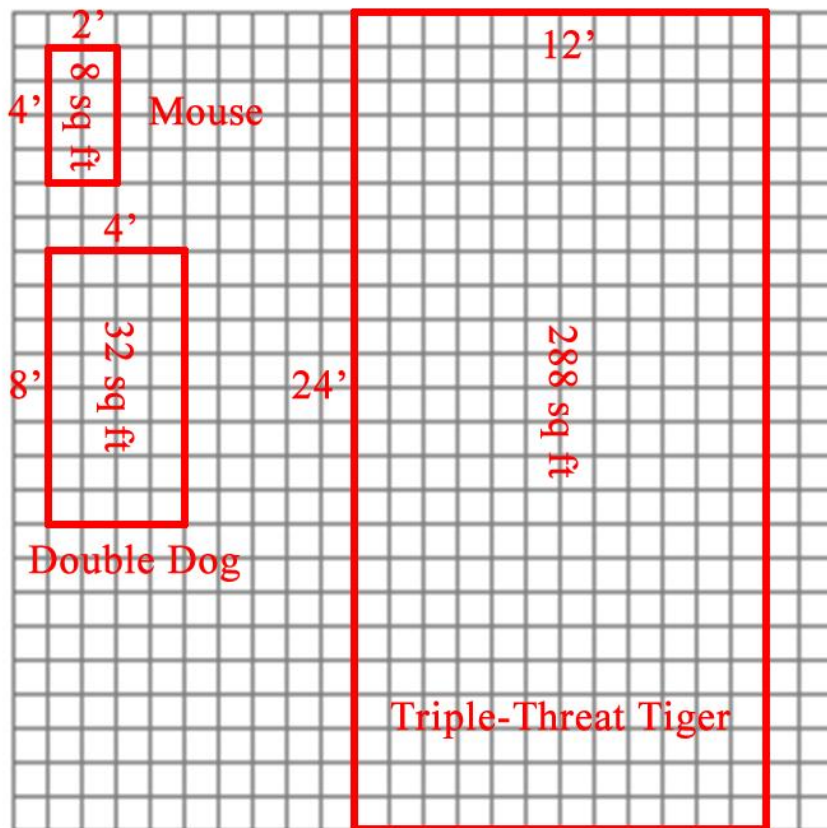 2’
4’
8 sq ft
Mouse
4’
8’
32 sq ft
Double Dog
12’
24’
288 sq ft
Triple-Threat Tiger